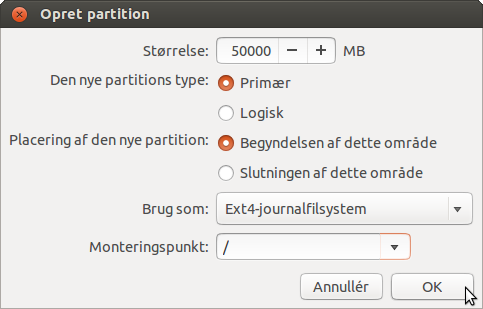 Opret partition
Størrelse: 50000 MB
Den nye partitions type: Primær
Logisk
Placering af den nye partition: Begyndelsen af dette område
Slutningen af dette område
Brug som: Ext4-journalfilsystem
Monteringspunkt: /
Annullér OK